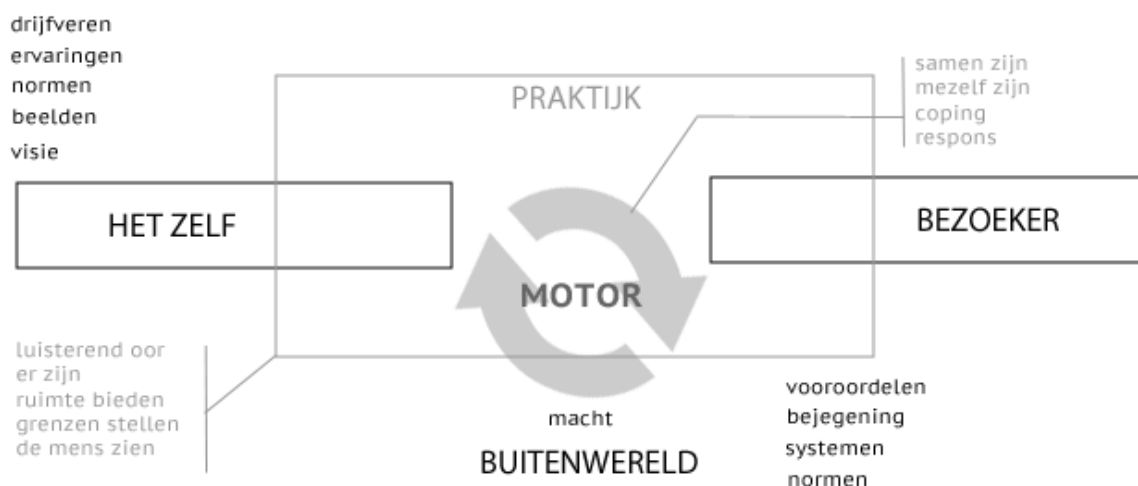 drijfveren
ervaringen
normen
beelden
visie
PRAKTIJK
samen zijn
mezelf zijn
coping
respons
HET ZELF
BEZOEKER
MOTOR
luisterend oor
er zijn
ruimte bieden
grenzen stellen
de mens zien
macht
BUITENWERELD
vooroordelen
bejegening
systemen
normen